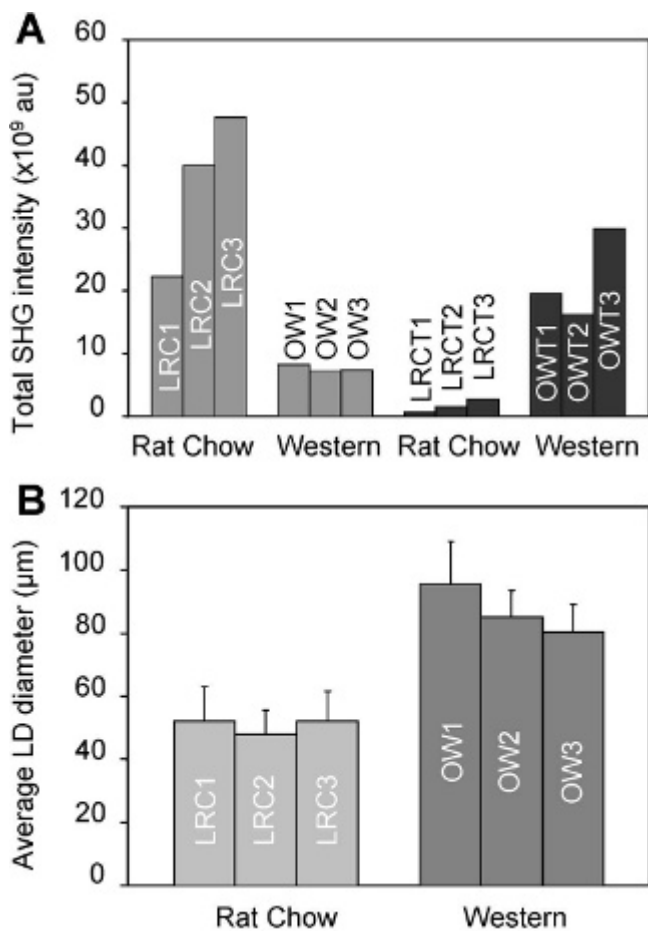 A
Total SHG intensity (x10⁹ au)
60
50
40
30
20
10
0
LRC1
LRC2
LRC3
OW1
OW2
OW3
LRCT1
LRCT2
LRCT3
OWT1
OWT2
OWT3
Rat Chow Western Rat Chow Western
B
Average LD diameter (µm)
120
100
80
60
40
20
0
LRC1
LRC2
LRC3
OW1
OW2
OW3
Rat Chow Western